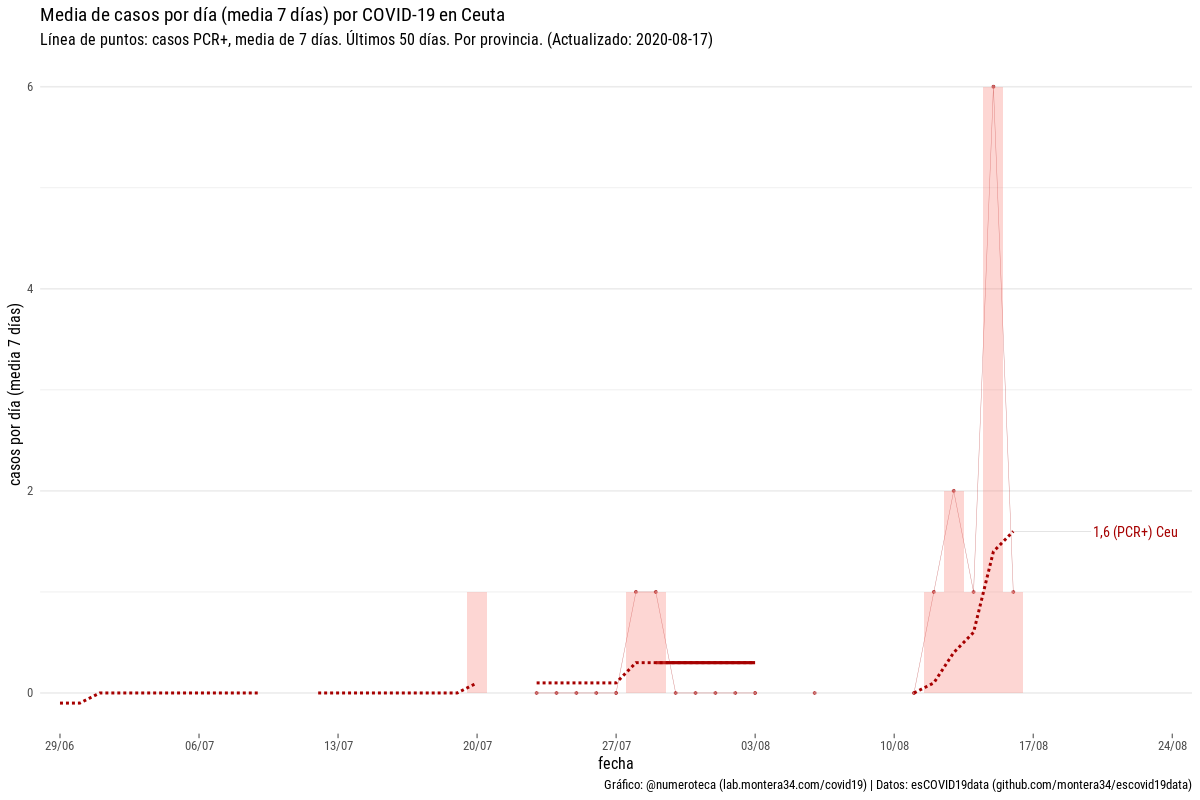 Media de casos por día (media 7 días) por COVID-19 en Ceuta
Línea de puntos: casos PCR+, media de 7 días. Últimos 50 días. Por provincia. (Actualizado: 2020-08-17)
casos por día (media 7 días)
6
4
2
0
1,6 (PCR+) Ceu
29/06
06/07
13/07
20/07
27/07
03/08
10/08
17/08
24/08
fecha
Gráfico: @numeroteca (lab.montera34.com/covid19) | Datos: esCOVID19data (github.com/montera34/escovid19data)